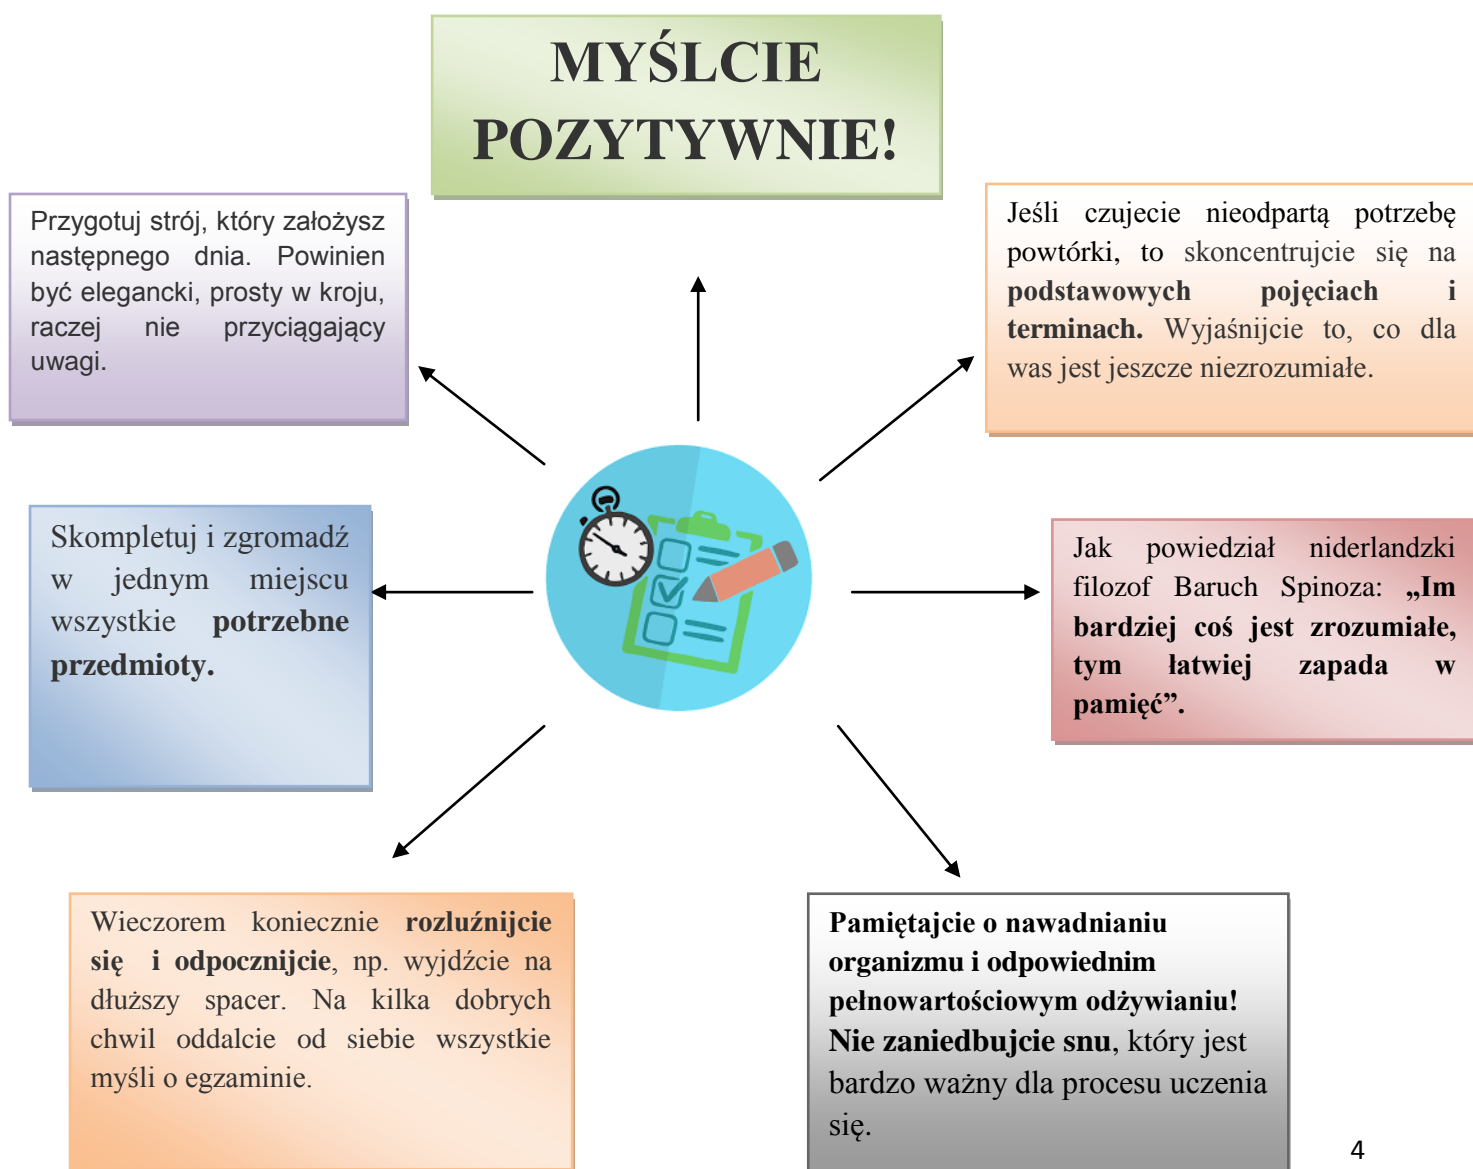 MYŚLCIE
POZYTYWNIE!
Przygotuj strój, który założysz
następnego dnia. Powinien
być elegancki, prosty w kroju,
raczej nie przyciągający
uwagi.
Jeśli czujecie nieodpartą potrzebę
powtórki, to skoncentrujcie się na
podstawowych pojęciach i
terminach. Wyjaśnijcie to, co dla
was jest jeszcze niezrozumiałe.
Skompletuj i zgromadź
w jednym miejscu
wszystkie potrzebne
przedmioty.
Jak powiedział niderlandzki
filozof Baruch Spinoza: „Im
bardziej coś jest zrozumiałe,
tym łatwiej zapada w
pamięć”.
Wieczorem koniecznie rozluźnijcie
się i odpocznijcie, np. wyjdźcie na
dłuższy spacer. Na kilka dobrych
chwil oddalcie od siebie wszystkie
myśli o egzaminie.
Pamiętajcie o nawadnianiu
organizmu i odpowiednim
pełnowartościowym odżywianiu!
Nie zaniedbujcie snu, który jest
bardzo ważny dla procesu uczenia
się.
4